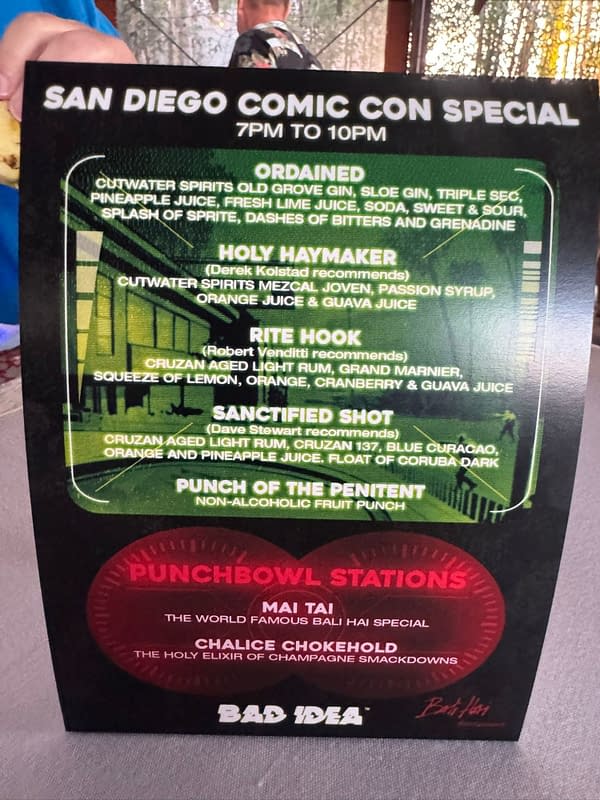 SAN DIEGO COMIC CON SPECIAL
7PM TO 10PM
ORDAINED
CUTWATER SPIRITS OLD GROVE GIN, SLOE GIN, TRIPLE SEC,
PINEAPPLE JUICE, FRESH LIME JUICE, SODA, SWEET & SOUR,
SPLASH OF SPRITE, DASHES OF BITTERS AND GRENADINE
HOLY HAYMAKER
(Derek Kolstad recommends)
CUTWATER SPIRITS MEZCAL JOVEN, PASSION SYRUP,
ORANGE JUICE & GUAVA JUICE
RITE HOOK
(Robert Venditti recommends)
CRUZAN AGED LIGHT RUM, GRAND MARNIER,
SQUEEZE OF LEMON, ORANGE, CRANBERRY & GUAVA JUICE
SANCTIFIED SHOT
(Dave Stewart recommends)
CRUZAN AGED LIGHT RUM, CRUZAN 137, BLUE CURACAO,
ORANGE AND PINEAPPLE JUICE. FLOAT OF CORUBA DARK
PUNCH OF THE PENITENT
NON-ALCOHOLIC FRUIT PUNCH
PUNCHBOWL STATIONS
MAI TAI
THE WORLD FAMOUS BALI HAI SPECIAL
CHALICE CHOKEHOLD
THE HOLY ELIXIR OF CHAMPAGNE SMACKDOWNS
BAD IDEA™
Bali Hai